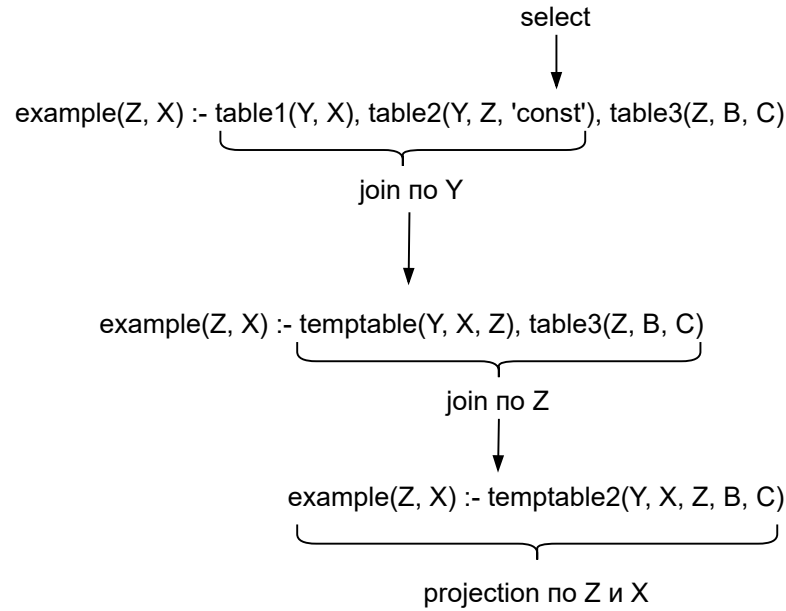 select
example(Z, X) :- table1(Y, X), table2(Y, Z, 'const'), table3(Z, B, C)
join по Y
example(Z, X) :- temptable(Y, X, Z), table3(Z, B, C)
join по Z
example(Z, X) :- temptable2(Y, X, Z, B, C)
projection по Z и X